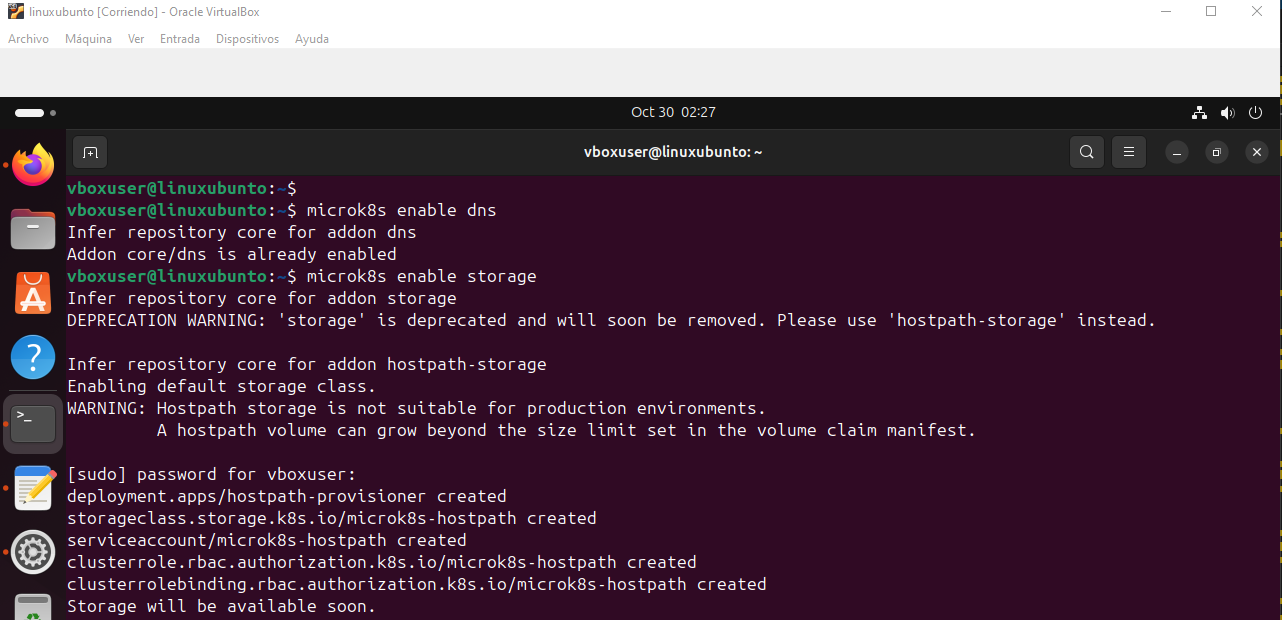 linuxubunto [Corriendo] - Oracle VirtualBox
Archivo Máquina Ver Entrada Dispositivos Ayuda
Oct 30 02:27
vboxuser@linuxubunto: ~
vboxuser@linuxubunto:~$
vboxuser@linuxubunto:~$ microk8s enable dns
Infer repository core for addon dns
Addon core/dns is already enabled
vboxuser@linuxubunto:~$ microk8s enable storage
Infer repository core for addon storage
DEPRECATION WARNING: 'storage' is deprecated and will soon be removed. Please use 'hostpath-storage' instead.
Infer repository core for addon hostpath-storage
Enabling default storage class.
WARNING: Hostpath storage is not suitable for production environments.
A hostpath volume can grow beyond the size limit set in the volume claim manifest.
[sudo] password for vboxuser:
deployment.apps/hostpath-provisioner created
storageclass.storage.k8s.io/microk8s-hostpath created
serviceaccount/microk8s-hostpath created
clusterrole.rbac.authorization.k8s.io/microk8s-hostpath created
clusterrolebinding.rbac.authorization.k8s.io/microk8s-hostpath created
Storage will be available soon.